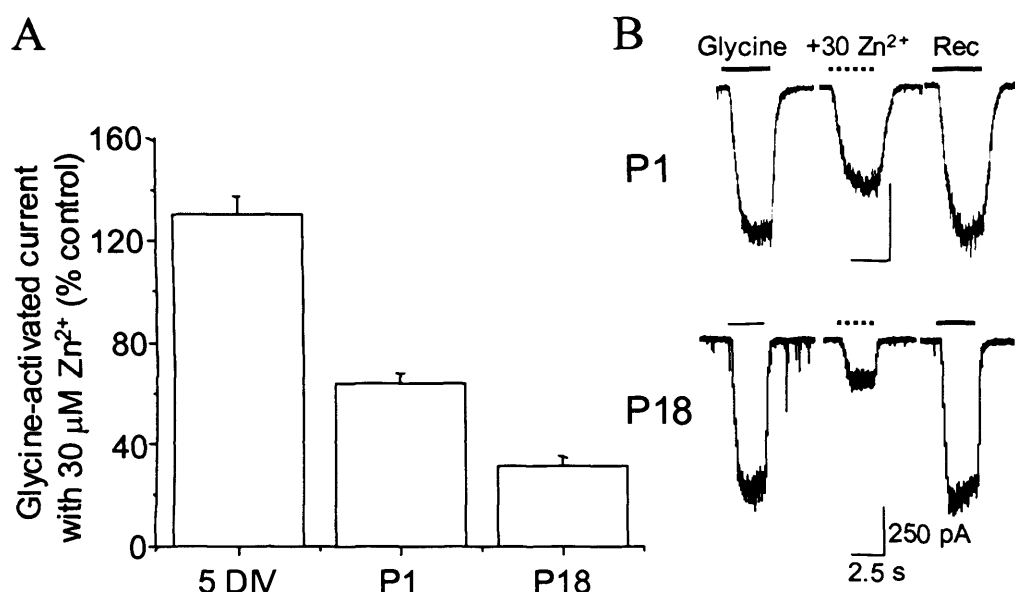 A
Glycine-activated current
with 30 μM Zn²⁺ (% control)
160
120
80
40
0
5 DIV
P1
P18
B
Glycine
+30 Zn²⁺
Rec
P1
P18
250 pA
2.5 s